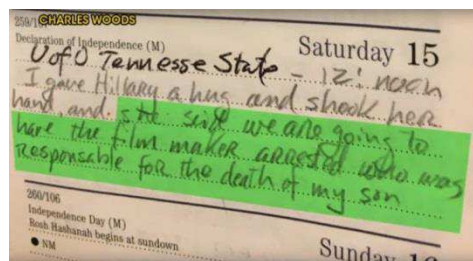 259/107 CHARLES WOODS
Declaration of Independence (M)
Saturday 15
U of O Tennesse State - 12: noon
I gave Hillary a hug and shook her
hand, and she said we are going to
have the film maker arrested who was
responsable for the death of my son
260/106
Independence Day (M)
Rosh Hashanah begins at sundown
NM
Sunday